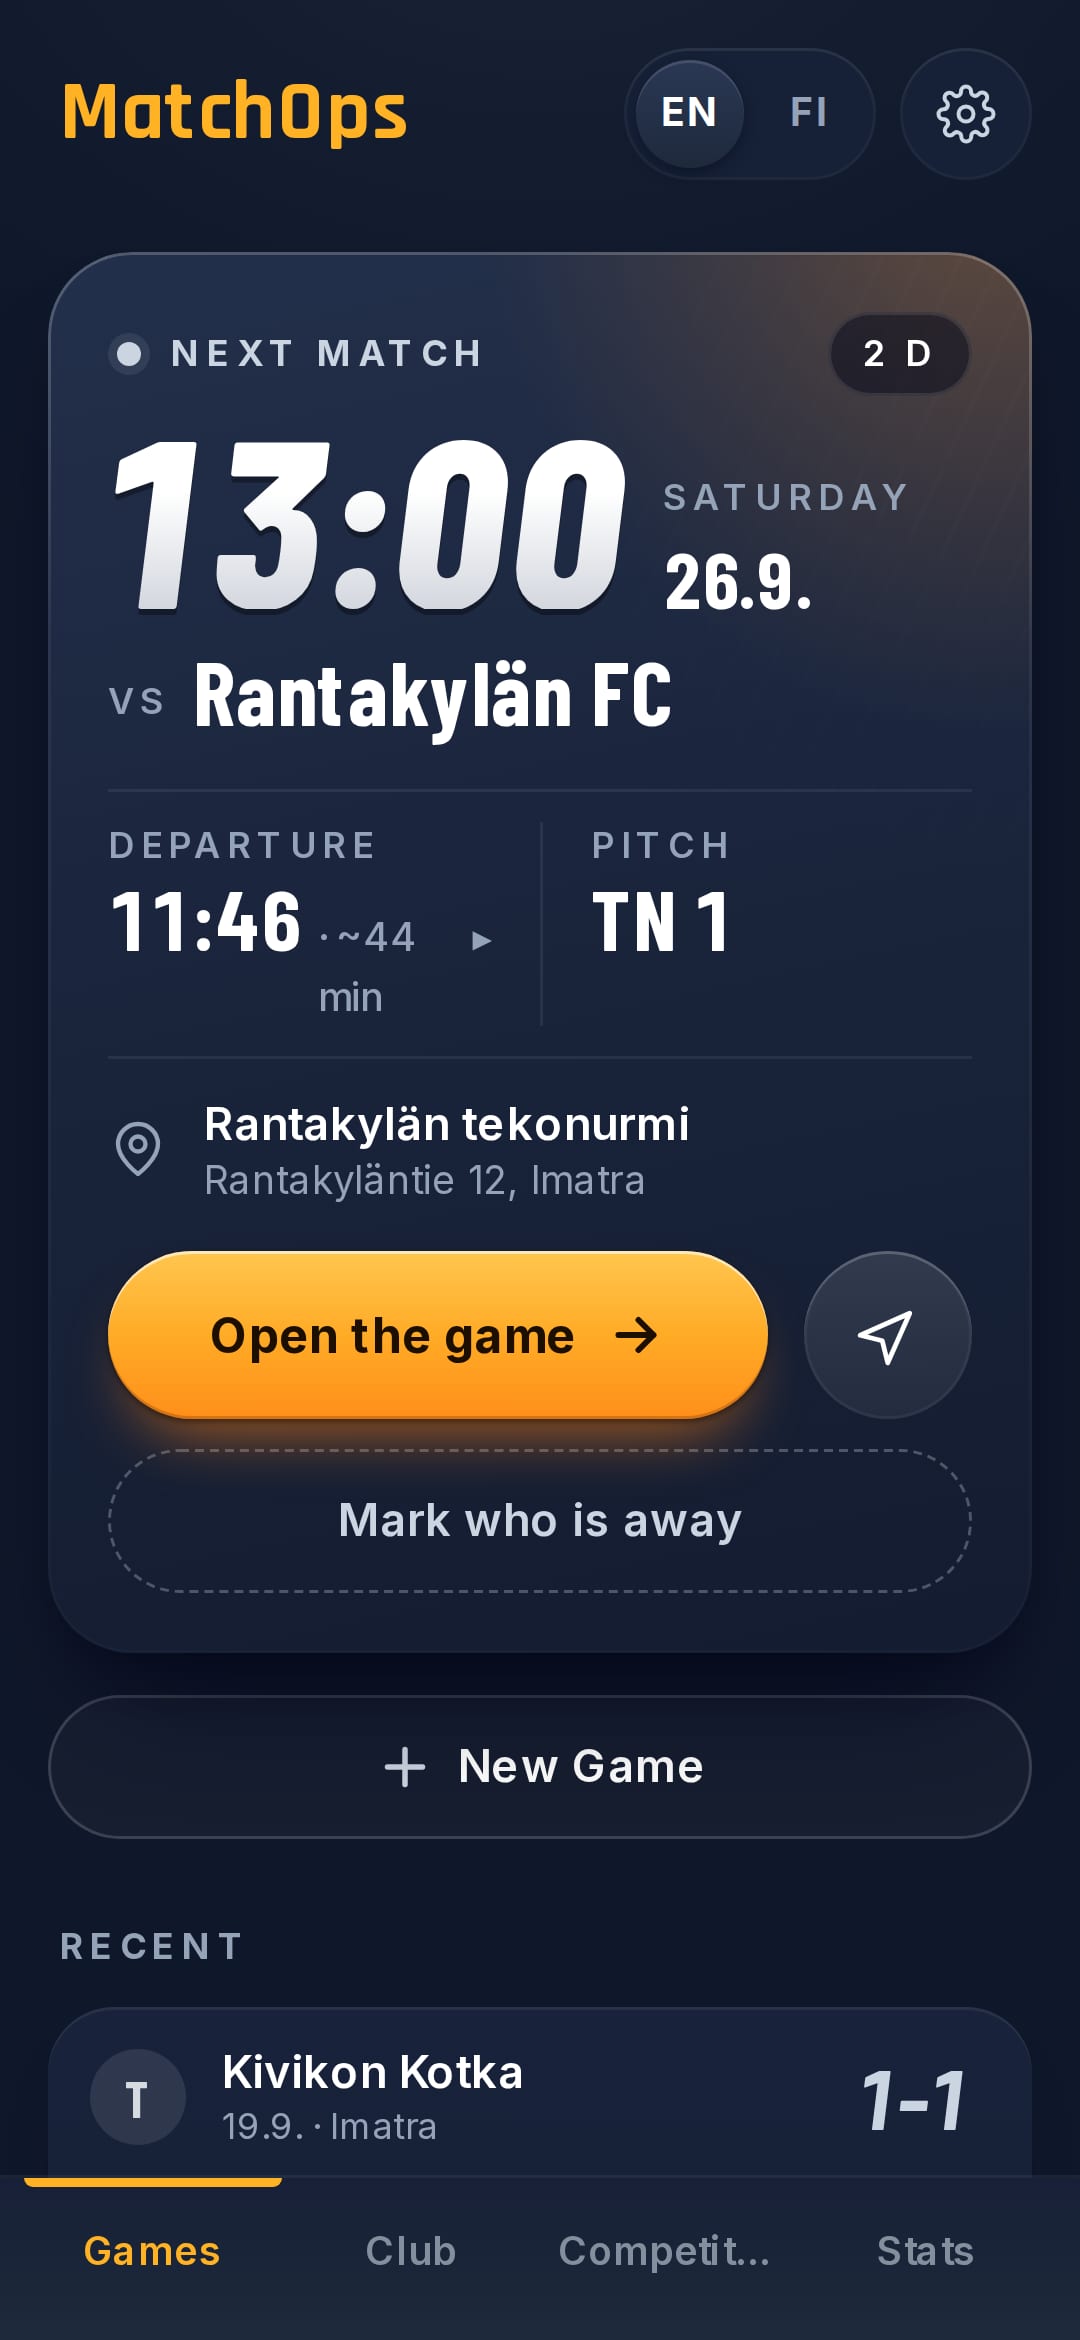 MatchOps
EN FI
NEXT MATCH
2 D
13:00
SATURDAY
26.9.
VS Rantakylän FC
DEPARTURE
11:46 · ~44
min
▸
PITCH
TN 1
Rantakylän tekonurmi
Rantakyläntie 12, Imatra
Open the game →
Mark who is away
+ New Game
RECENT
T
Kivikon Kotka
19.9. · Imatra
1-1
Games Club Competit... Stats